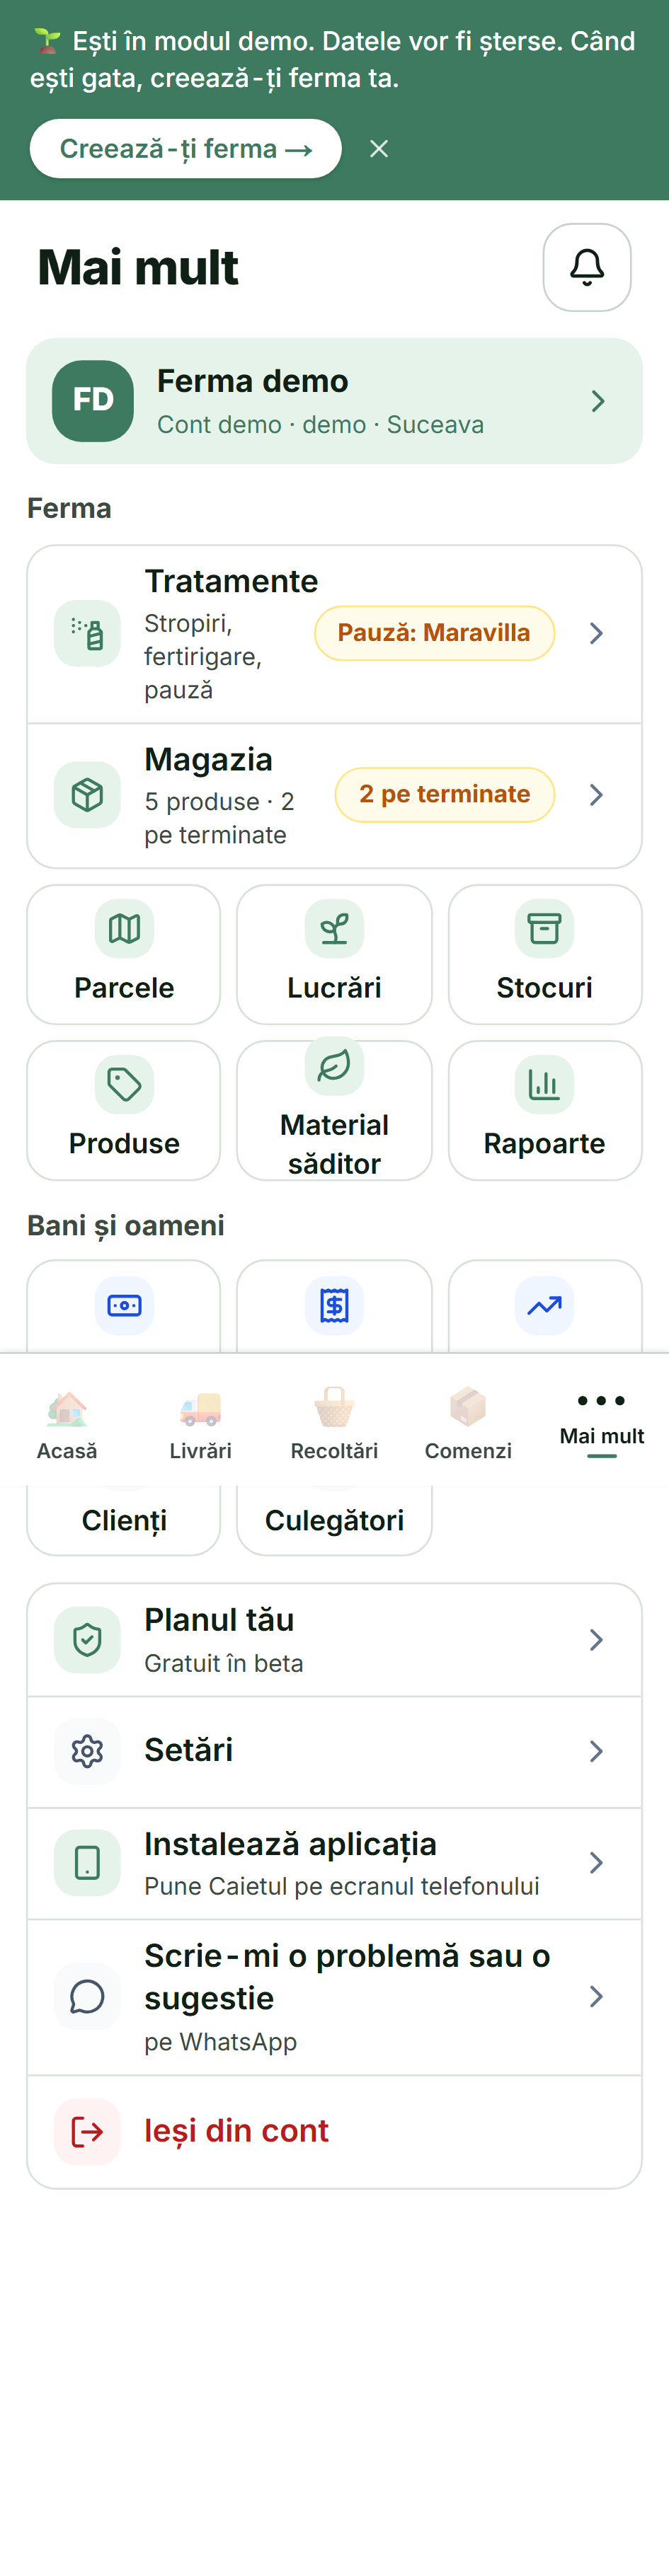 Ești în modul demo. Datele vor fi șterse. Când
ești gata, creează-ți ferma ta.
Creează-ți ferma →
Mai mult
FD
Ferma demo
Cont demo · demo · Suceava
Ferma
Tratamente
Stropiri,
fertirigare,
pauză
Pauză: Maravilla
Magazia
5 produse · 2
pe terminate
2 pe terminate
Parcele
Lucrări
Stocuri
Produse
Material
săditor
Rapoarte
Bani și oameni
Acasă
Livrări
Recoltări
Comenzi
Mai mult
Clienți
Culegători
Planul tău
Gratuit în beta
Setări
Instalează aplicația
Pune Caietul pe ecranul telefonului
Scrie-mi o problemă sau o
sugestie
pe WhatsApp
Ieși din cont